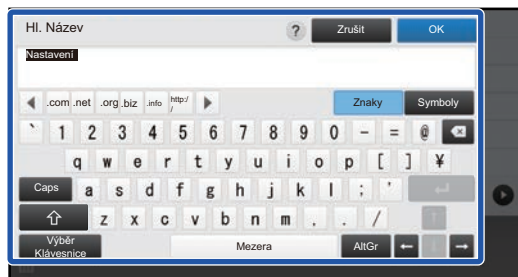 Hl. Název ? Zrušit OK
Nastavení
.com .net .org .biz .info http:/
/
Znaky Symboly
` 1 2 3 4 5 6 7 8 9 0 - = @
q w e r t y u i o p [ ] ¥
Caps a s d f g h j k l ; '
z x c v b n m , . /
Výběr
Klávesnice
Mezera AltGr ← ↓ →